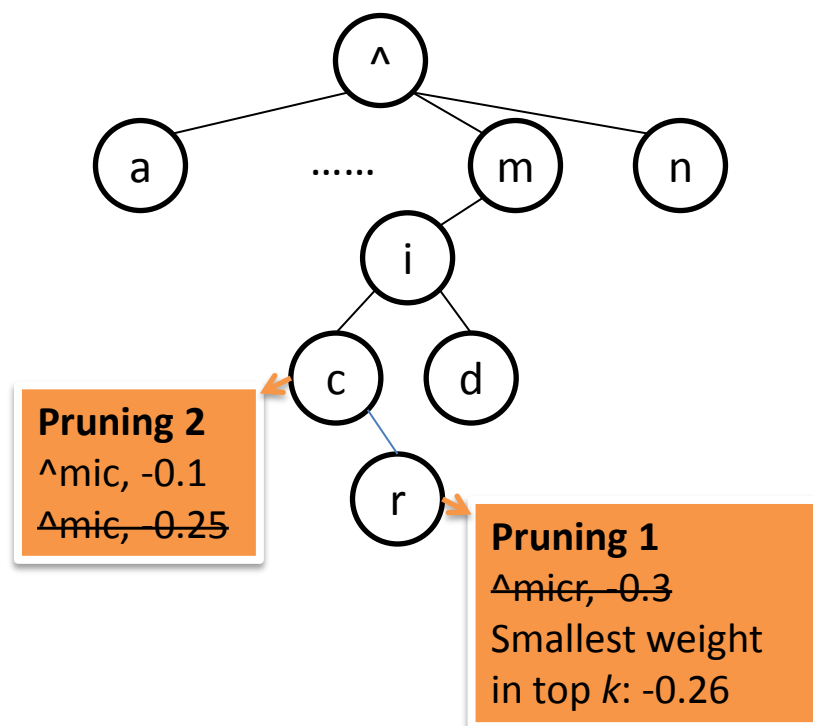 ^
a
......
m
n
i
c
d
Pruning 2
^mic, -0.1
^mic, -0.25
r
Pruning 1
^micr, -0.3
Smallest weight
in top k: -0.26